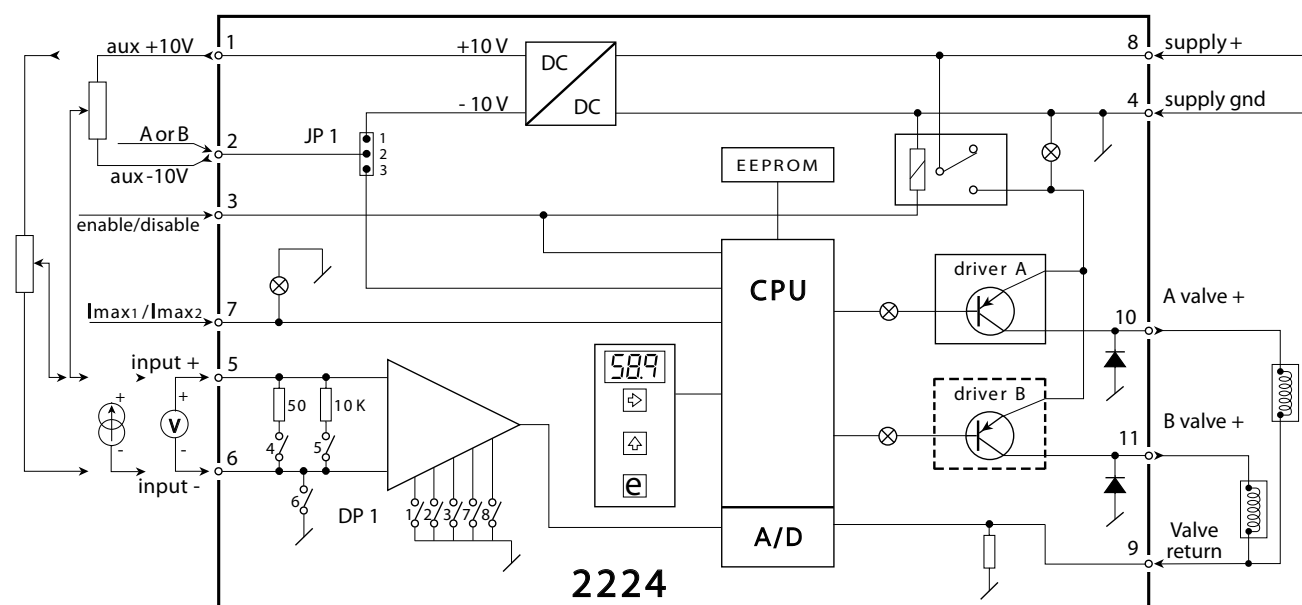 aux +10V
1
+10 V
DC
DC
8
supply+
- 10 V
4
supply gnd
A or B
2
JP 1
1
2
3
aux -10V
EEPROM
3
enable/disable
CPU
driver A
A valve +
Imax1 / Imax2
7
10
input +
5
58.9
+
+
50
10 K
V
driver B
B valve +
4
5
11
-
-
6
e
input -
6
DP 1
1
2
3
7
8
A/D
Valve
return
9
2224